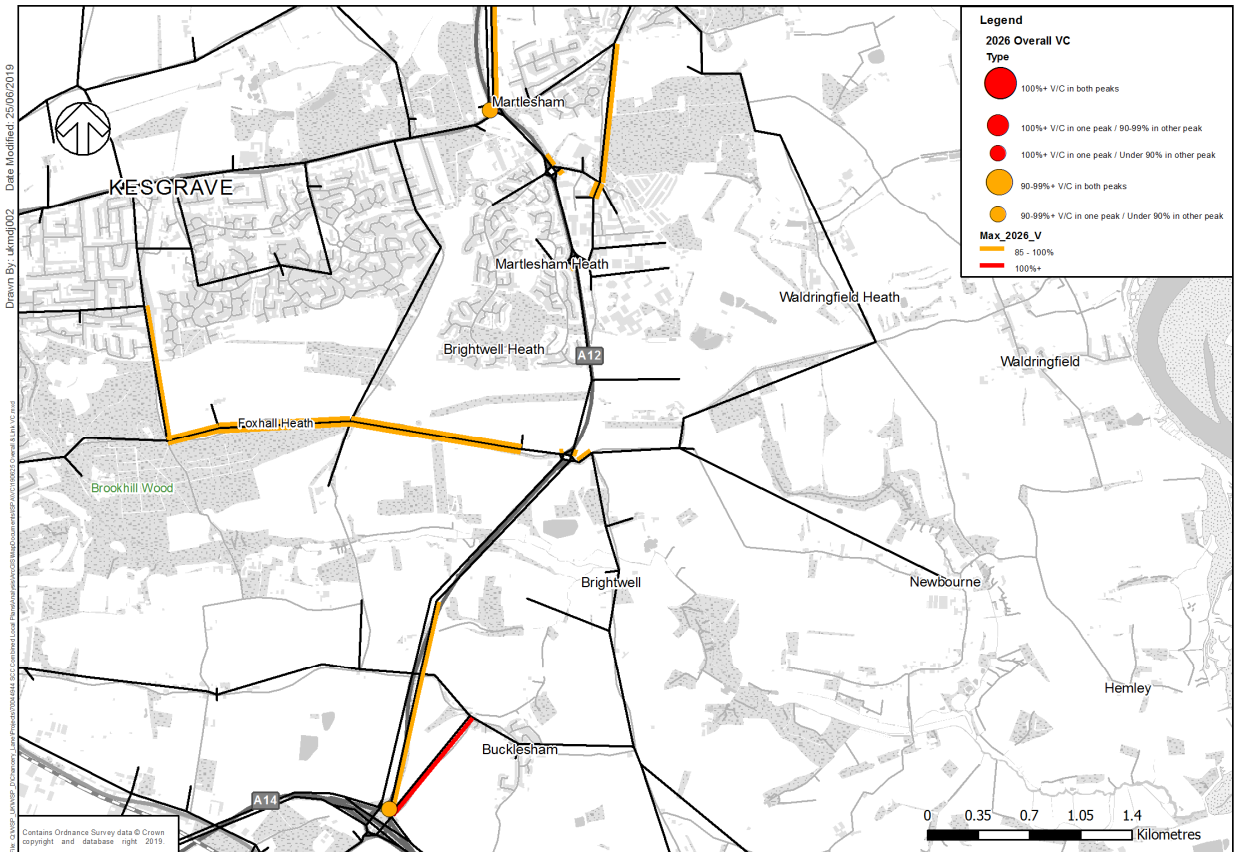 Legend
2026 Overall VC
Type
100%+ V/C in both peaks
100%+ V/C in one peak / 90-99% in other peak
100%+ V/C in one peak / Under 90% in other peak
90-99%+ V/C in both peaks
90-99%+ V/C in one peak / Under 90% in other peak
Max_2026_V
85 - 100%
100%+
Date Modified: 25/06/2019
Drawn By: ukmdj002
Martlesham
KESGRAVE
Martlesham Heath
Waldringfield Heath
Brightwell Heath
A12
Waldringfield
Foxhall Heath
Brookhill Wood
Brightwell
Newbourne
Hemley
Bucklesham
A14
0 0.35 0.7 1.05 1.4
Kilometres
Contains Ordnance Survey data © Crown
copyright and database right 2019.